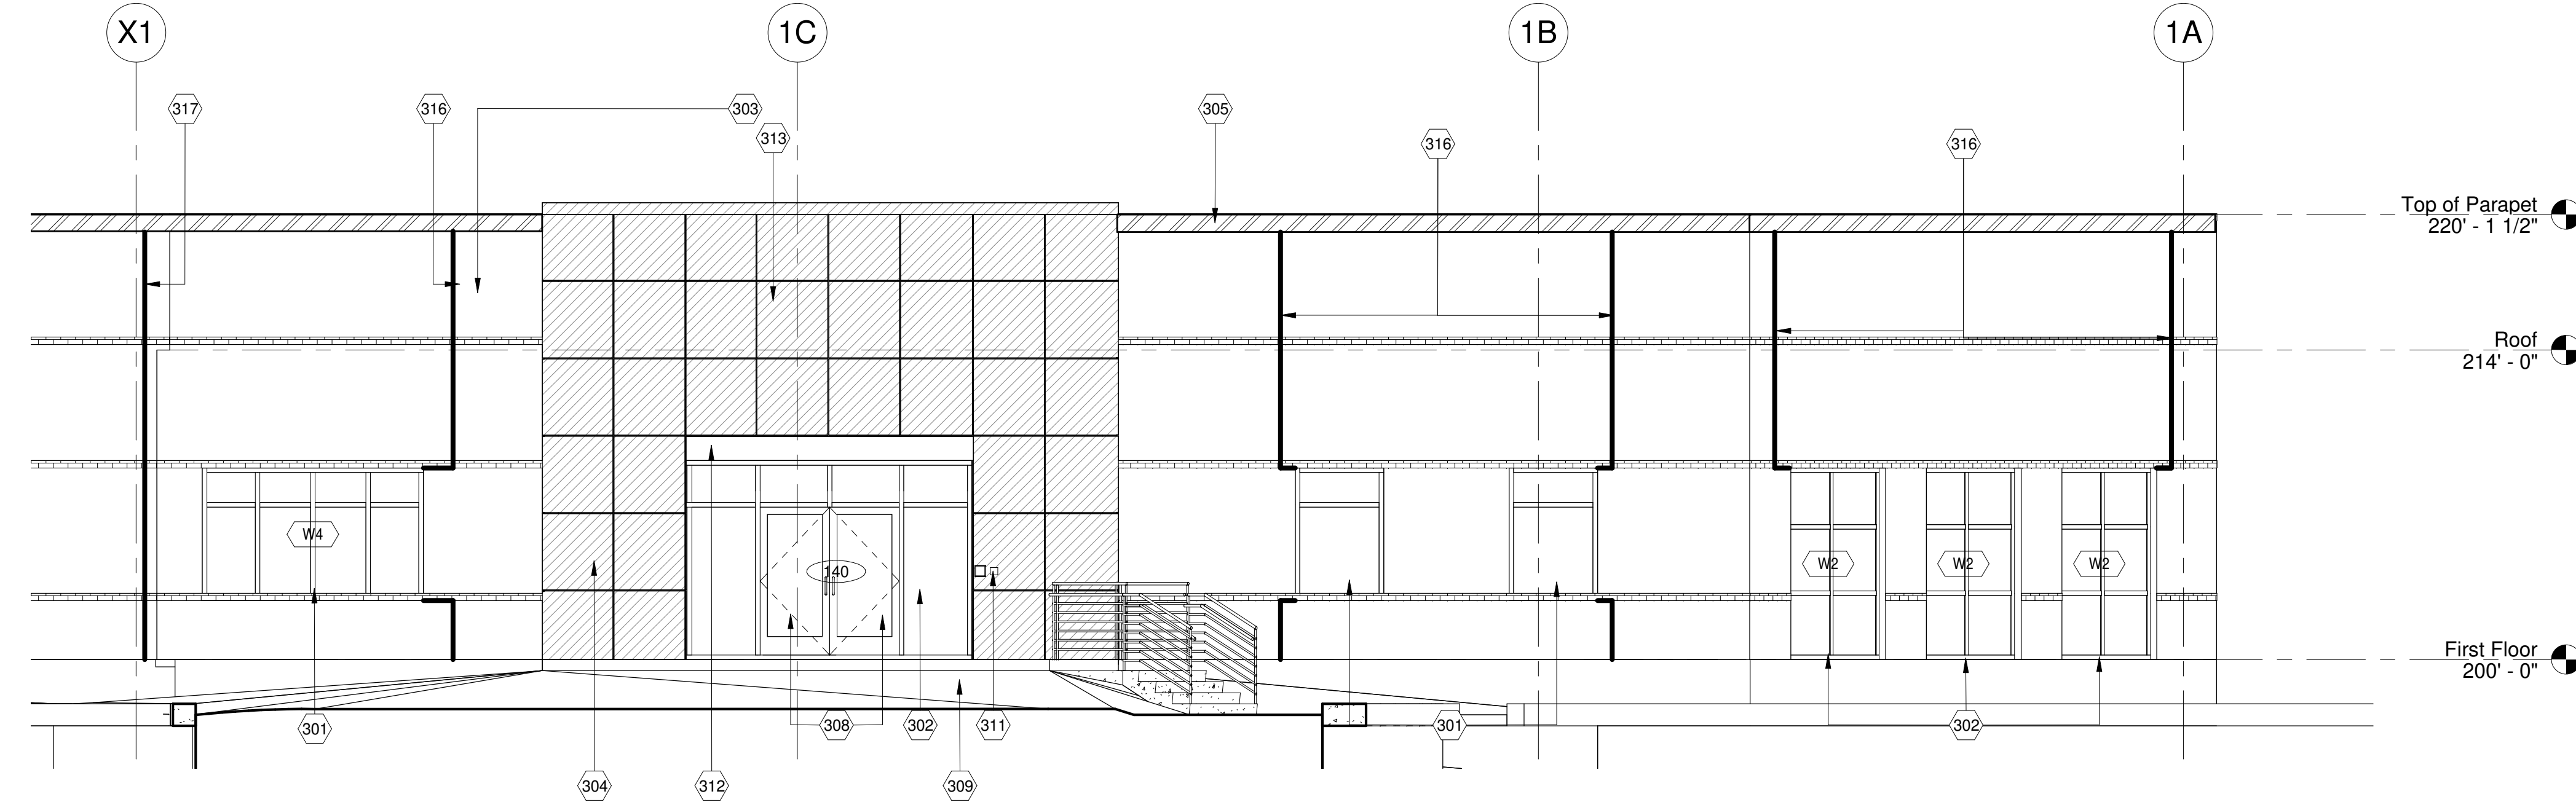 X1
1C
1B
1A
317
316
303
305
313
316
316
Top of Parapet
220' - 1 1/2"
Roof
214' - 0"
W4
140
W2
W2
W2
First Floor
200' - 0"
301
308
302
311
301
302
304
312
309